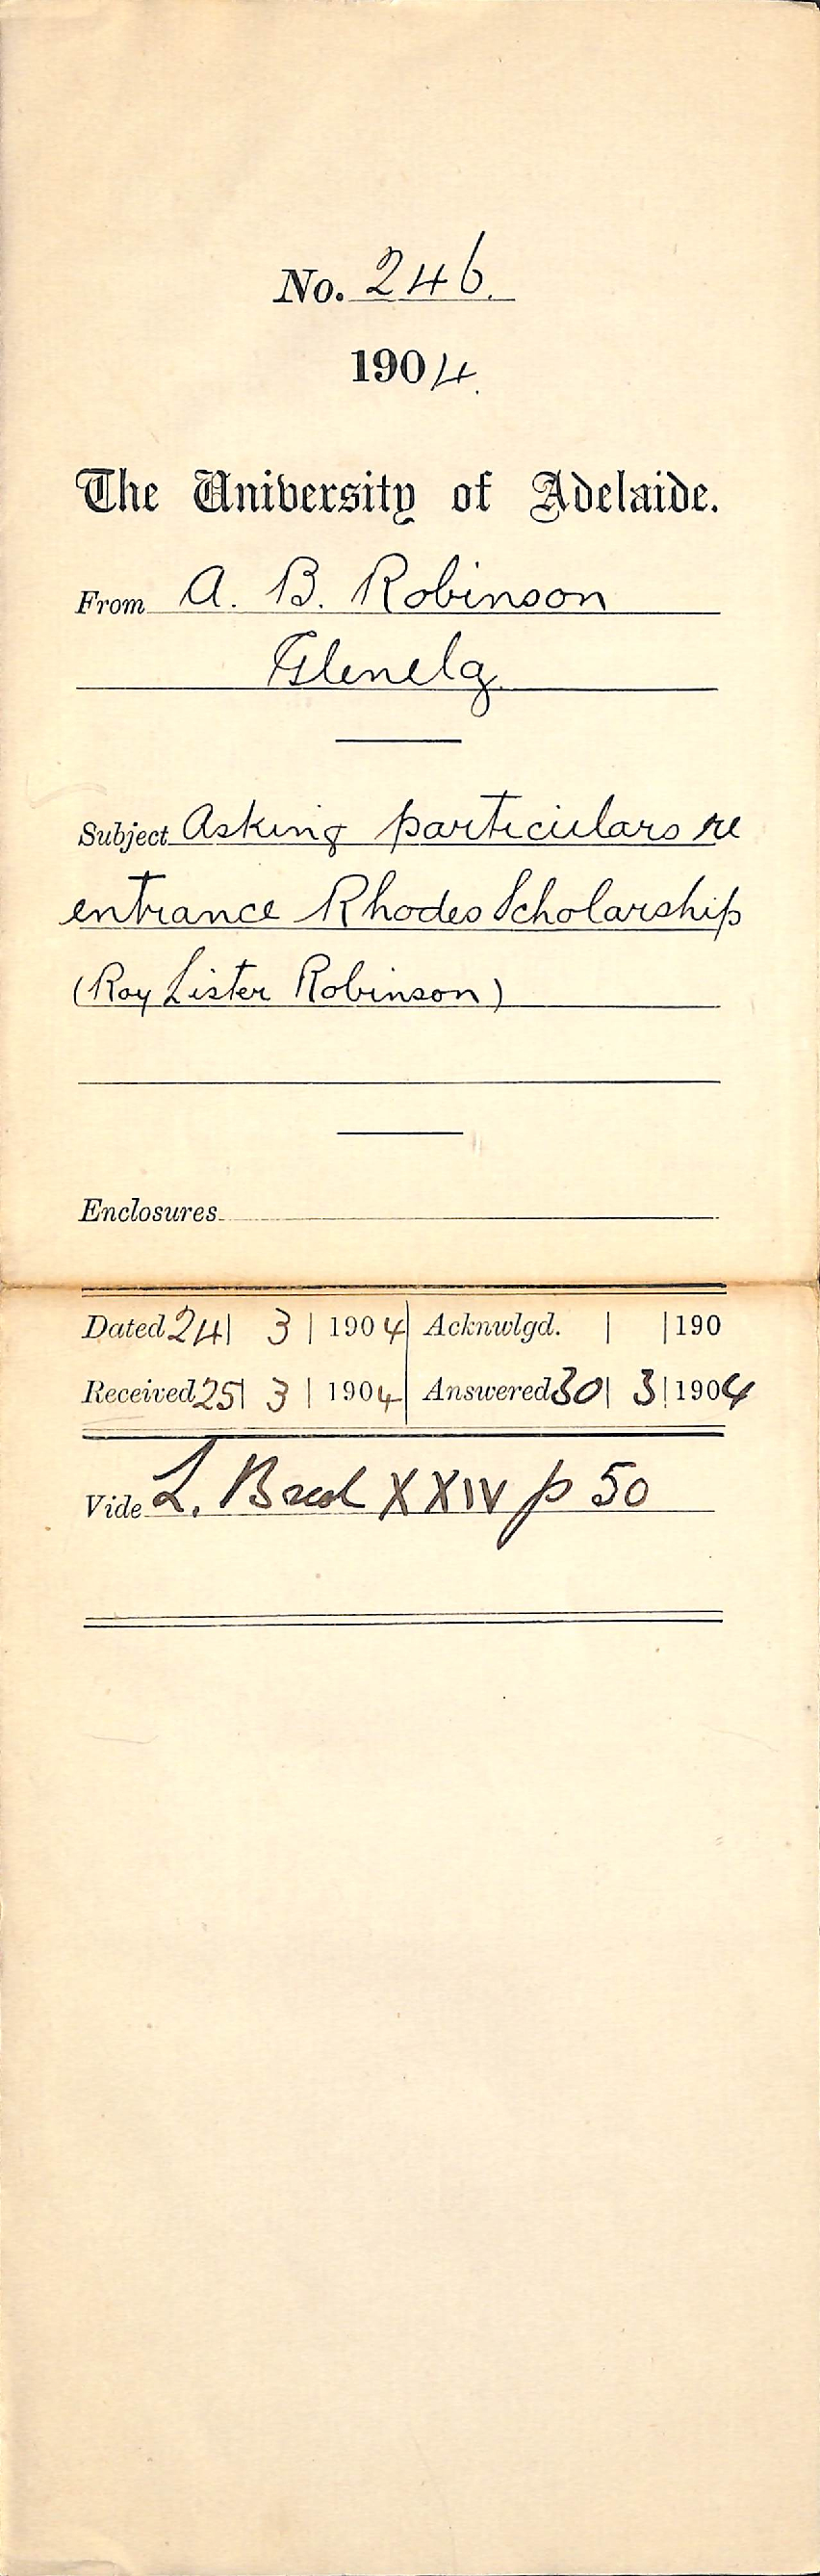 No. 246.
1904.
The University of Adelaide.
From A. B. Robinson
Glenelg.
Subject Asking particulars re
entrance Rhodes Scholarship
(Roy Lister Robinson)
Enclosures
Dated 24| 3 | 1904 Acknwlgd. | |190
Received 25| 3 | 1904 Answered 30| 3|1904
Vide L. XXIV p 50